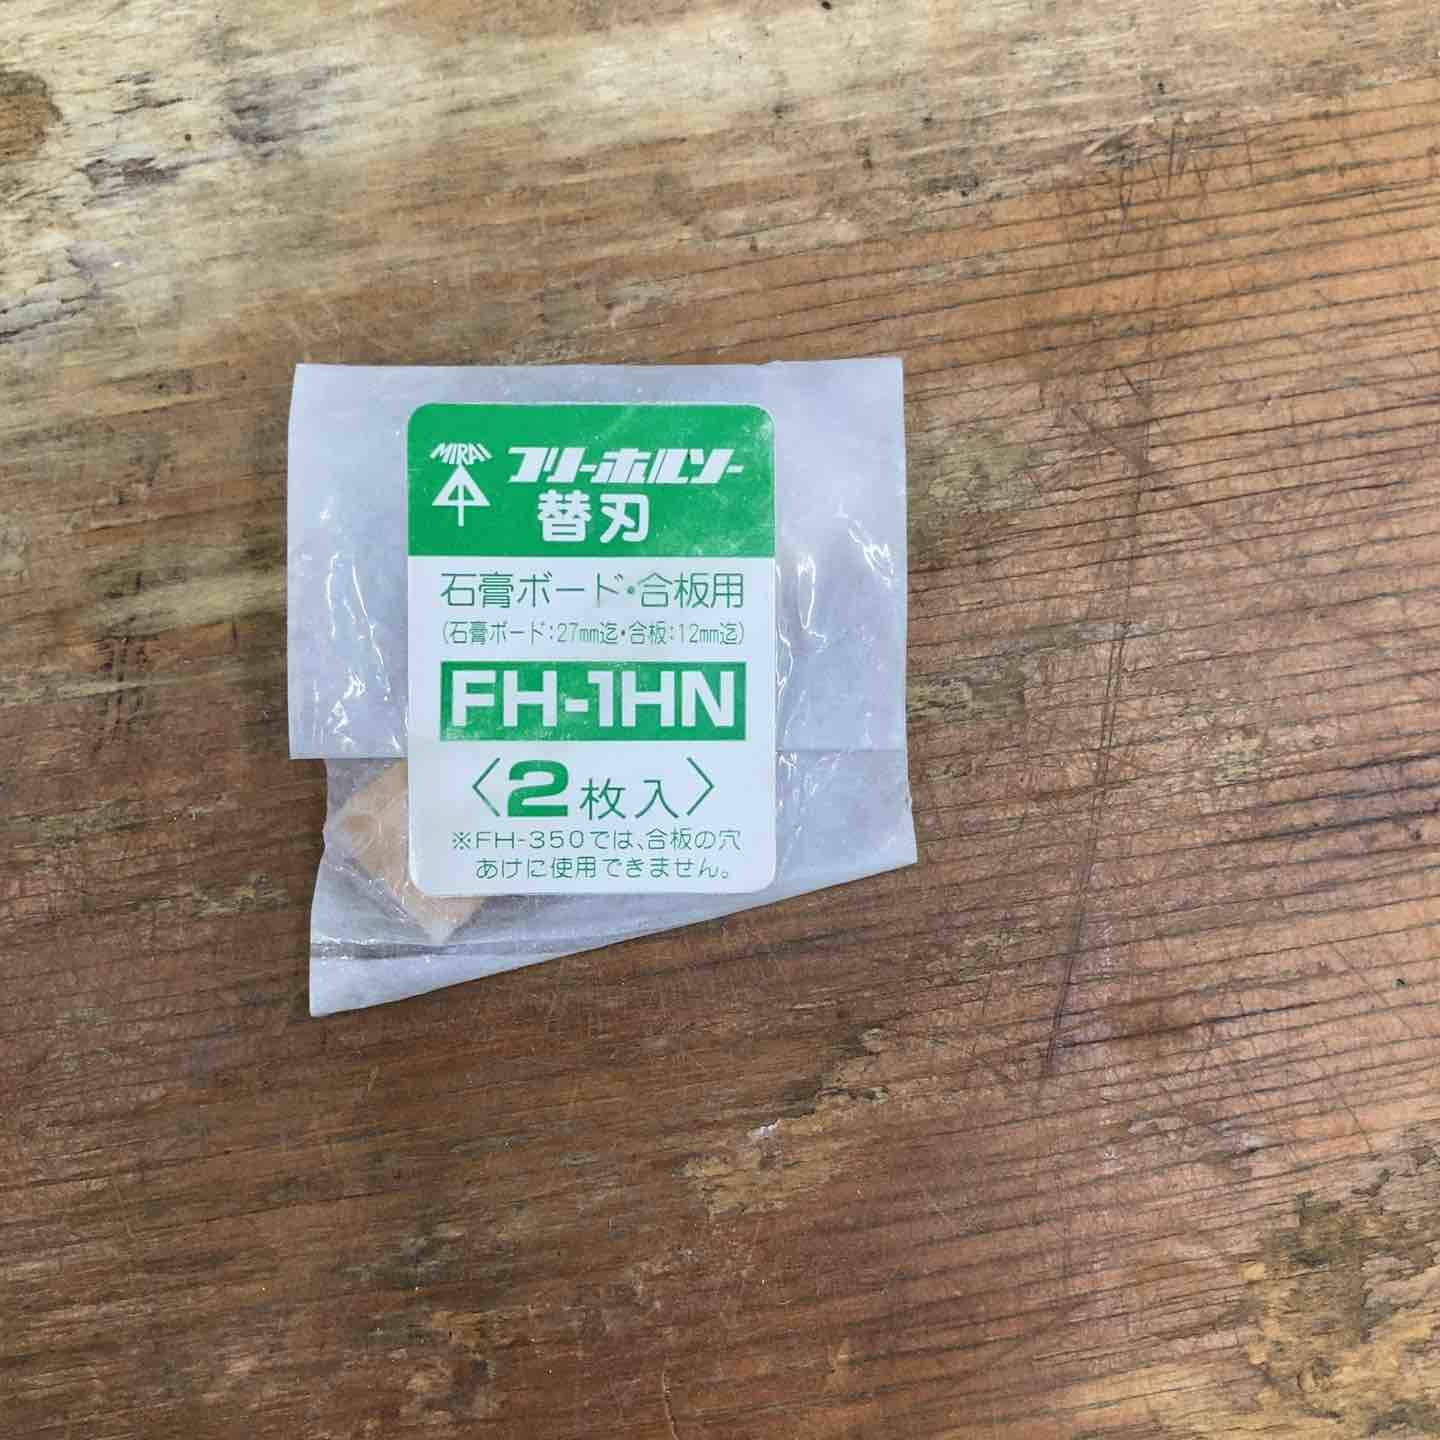 MIRAI
フリーホルソー
替刃
石膏ボード・合板用
(石膏ボード:27mm迄・合板:12mm迄)
FH-1HN
〈2枚入〉
※FH-350では、合板の穴
あけに使用できません。